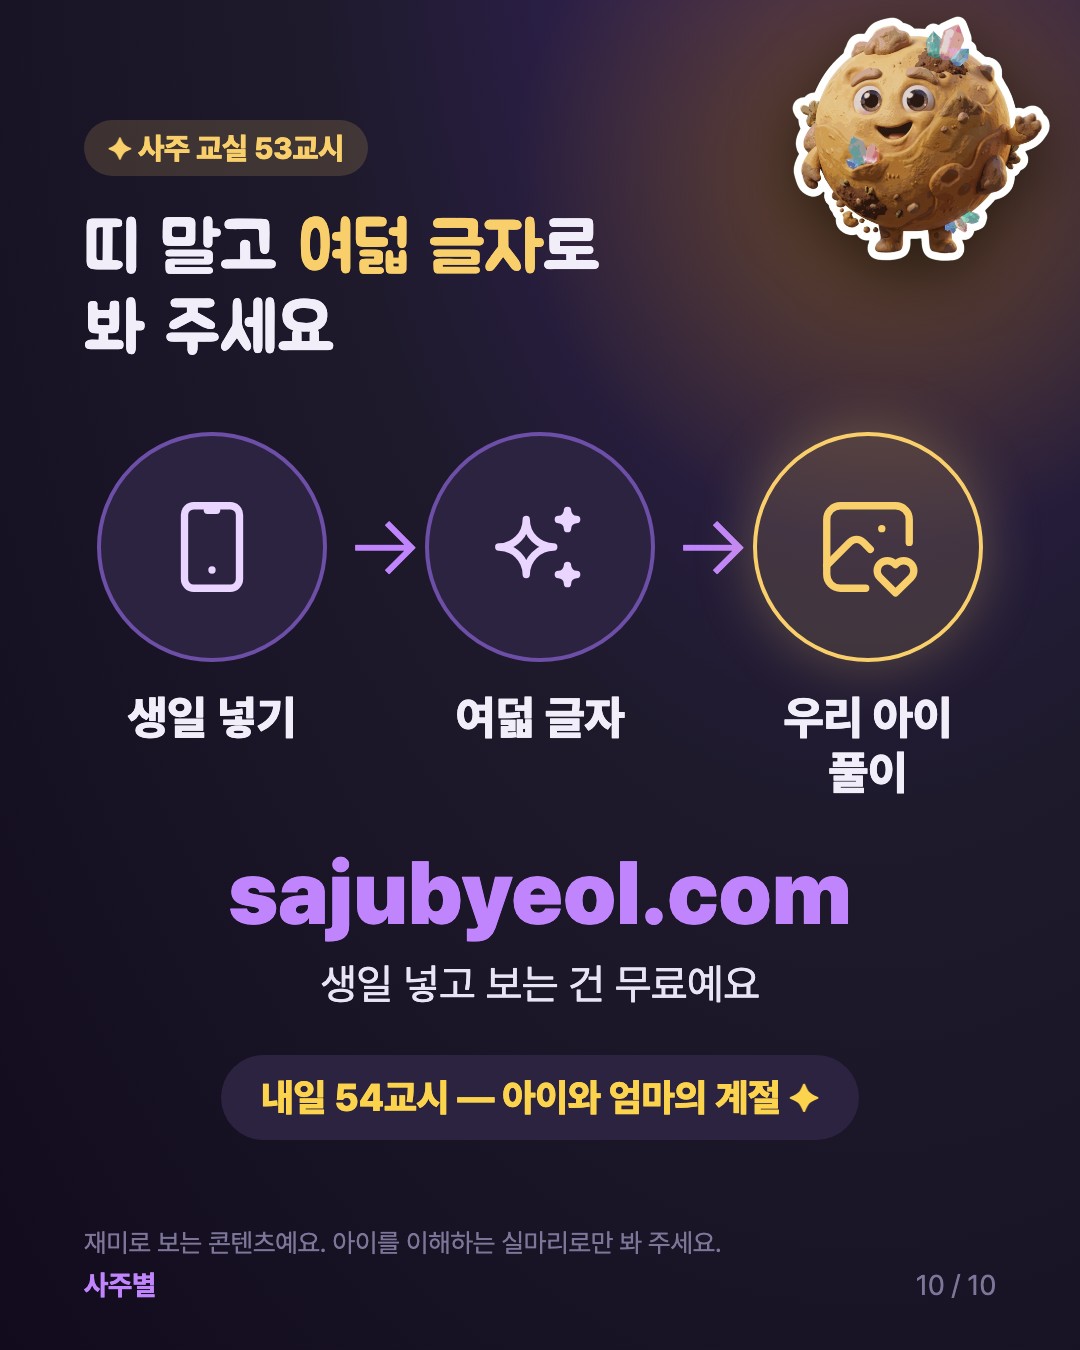 ✦ 사주 교실 53교시
띠 말고 여덟 글자로
봐 주세요
생일 넣기
여덟 글자
우리 아이
풀이
sajubyeol.com
생일 넣고 보는 건 무료예요
내일 54교시 — 아이와 엄마의 계절 ✦
재미로 보는 콘텐츠예요. 아이를 이해하는 실마리로만 봐 주세요.
사주별
10 / 10